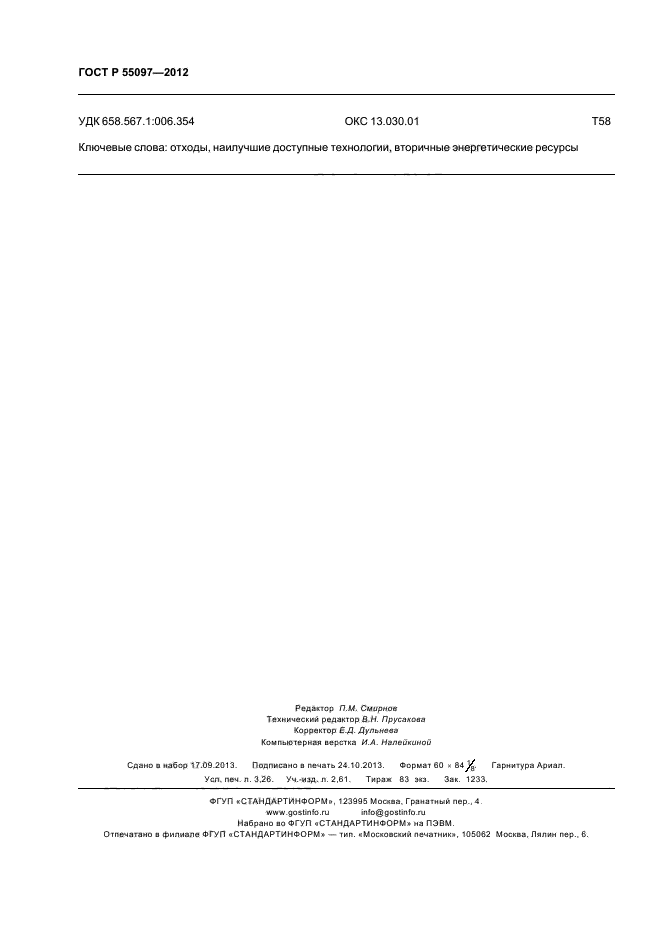 ГОСТ Р 55097—2012
УДК 658.567.1:006.354 ОКС 13.030.01 Т58
Ключевые слова: отходы, наилучшие доступные технологии, вторичные энергетические ресурсы
Редактор П.М. Смирнов
Технический редактор В.Н. Прусакова
Корректор Е.Д. Дульнева
Компьютерная верстка И.А. Налейкиной
Сдано в набор 17.09.2013. Подписано в печать 24.10.2013. Формат 60 × 84 1/8. Гарнитура Ариал.
Усл. печ. л. 3,26. Уч.-изд. л. 2,61. Тираж 83 экз. Зак. 1233.
ФГУП «СТАНДАРТИНФОРМ», 123995 Москва, Гранатный пер., 4.
www.gostinfo.ru info@gostinfo.ru
Набрано во ФГУП «СТАНДАРТИНФОРМ» на ПЭВМ.
Отпечатано в филиале ФГУП «СТАНДАРТИНФОРМ» — тип. «Московский печатник», 105062 Москва, Лялин пер., 6.